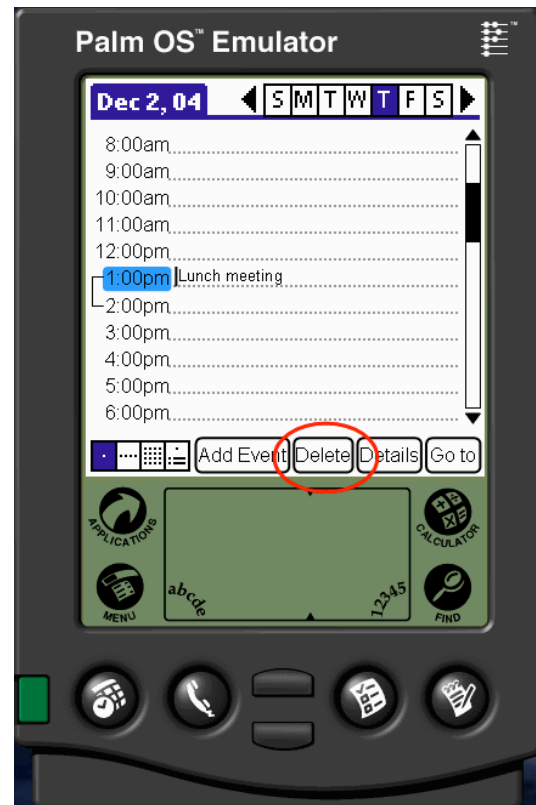 Palm OS™ Emulator ™
Dec 2, 04 S M T W T F S
8:00am
9:00am
10:00am
11:00am
12:00pm
1:00pm Lunch meeting
2:00pm
3:00pm
4:00pm
5:00pm
6:00pm
Add Event Delete Details Go to
APPLICATIONS CALCULATOR
abcde 12345
MENU FIND